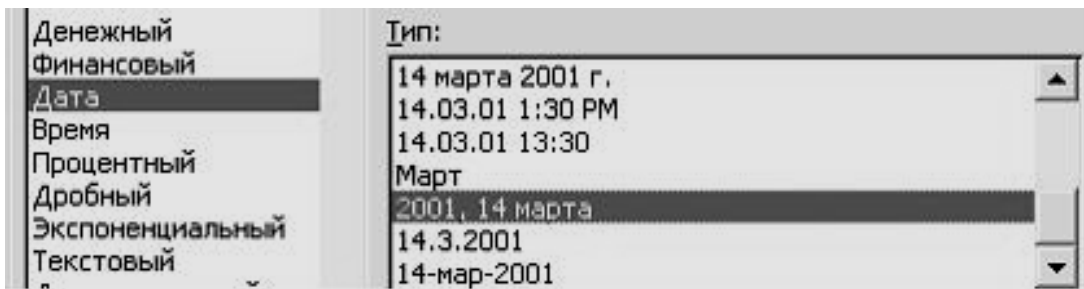 Денежный
Финансовый
Дата
Время
Процентный
Дробный
Экспоненциальный
Текстовый
Тип:
14 марта 2001 г.
14.03.01 1:30 PM
14.03.01 13:30
Март
2001, 14 марта
14.3.2001
14-мар-2001